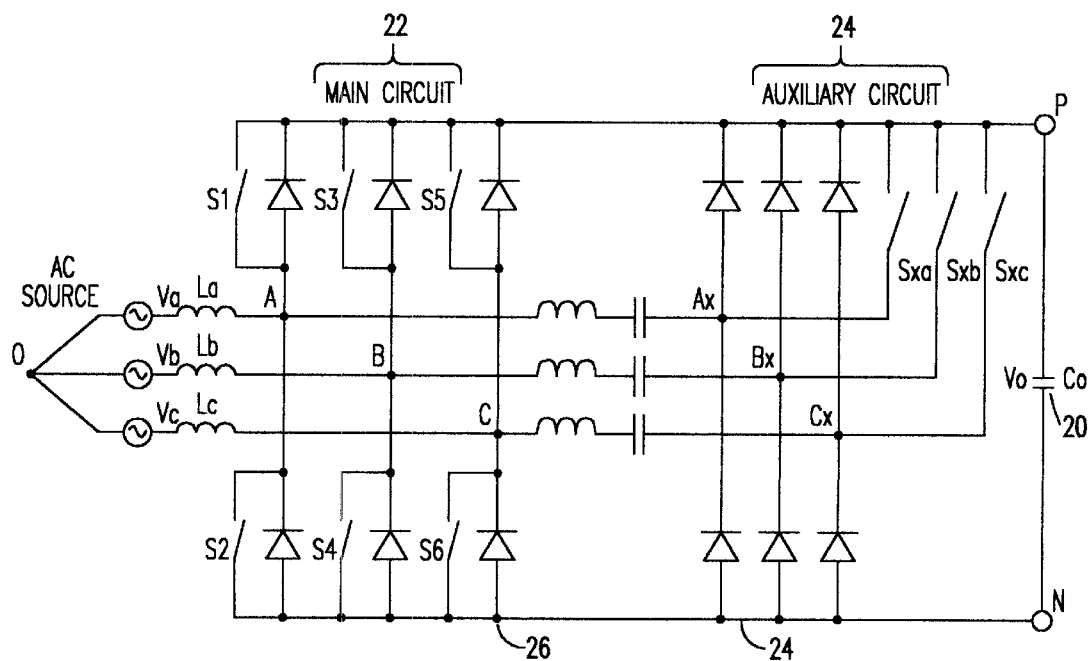 22
24
MAIN CIRCUIT
AUXILIARY CIRCUIT
P
S1
S3
S5
AC
SOURCE
Sxa
Sxb
Sxc
Va
La
A
Ax
O
Vb
Lb
B
Bx
Vo
Co
Vc
Lc
C
Cx
20
S2
S4
S6
N
26
24